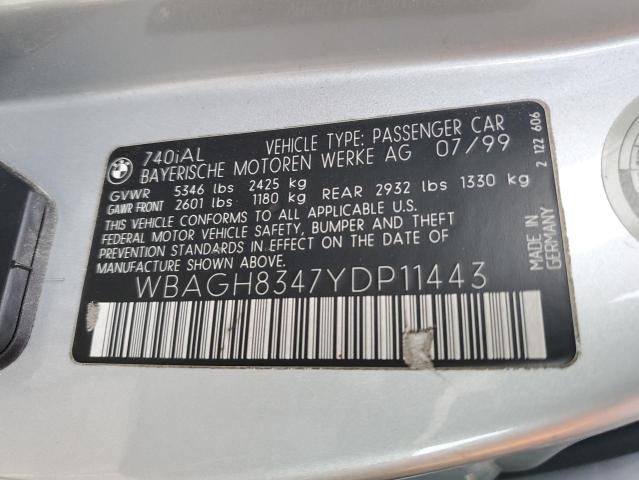 BMW
740iAL
VEHICLE TYPE: PASSENGER CAR
BAYERISCHE MOTOREN WERKE AG 07/99
GVWR 5346 lbs 2425 kg
GAWR FRONT 2601 lbs 1180 kg REAR 2932 lbs 1330 kg
THIS VEHICLE CONFORMS TO ALL APPLICABLE U.S.
FEDERAL MOTOR VEHICLE SAFETY, BUMPER AND THEFT
PREVENTION STANDARDS IN EFFECT ON THE DATE OF
MANUFACTURE SHOWN ABOVE.
WBAGH8347YDP11443
MADE IN
GERMANY
2 122 606